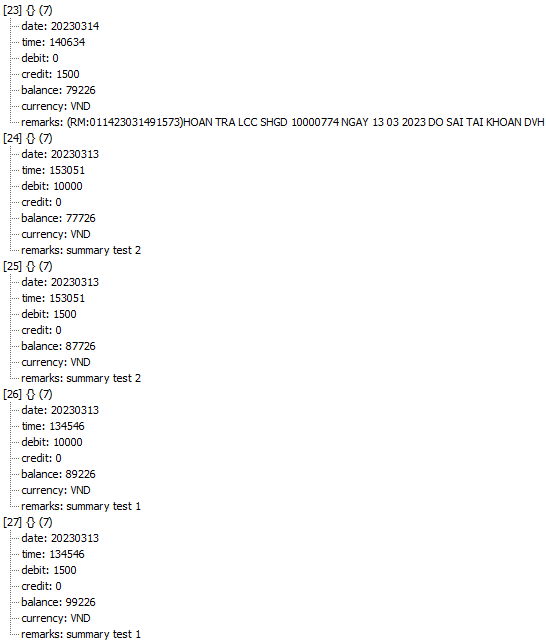 [23] {} (7)
date: 20230314
time: 140634
debit: 0
credit: 1500
balance: 79226
currency: VND
remarks: (RM:011423031491573)HOAN TRA LCC SHGD 10000774 NGAY 13 03 2023 DO SAI TAI KHOAN DVH
[24] {} (7)
date: 20230313
time: 153051
debit: 10000
credit: 0
balance: 77726
currency: VND
remarks: summary test 2
[25] {} (7)
date: 20230313
time: 153051
debit: 1500
credit: 0
balance: 87726
currency: VND
remarks: summary test 2
[26] {} (7)
date: 20230313
time: 134546
debit: 10000
credit: 0
balance: 89226
currency: VND
remarks: summary test 1
[27] {} (7)
date: 20230313
time: 134546
debit: 1500
credit: 0
balance: 99226
currency: VND
remarks: summary test 1